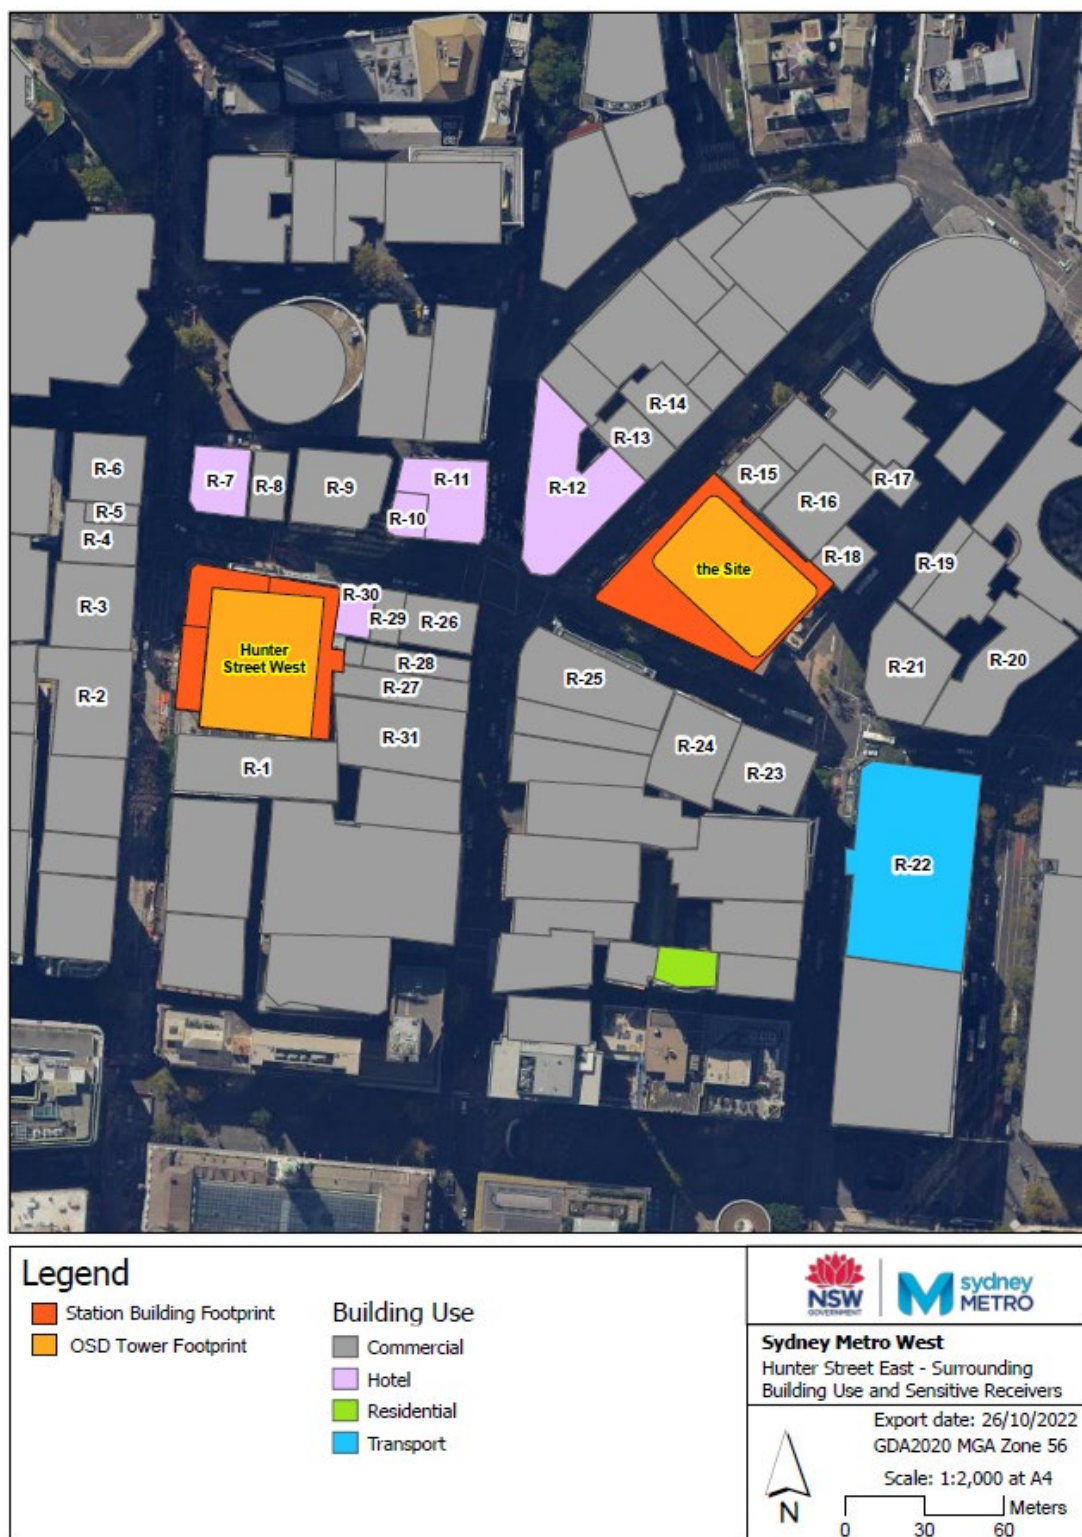 R-14
R-13
R-6
R-7
R-8
R-9
R-11
R-15
R-17
R-12
R-16
R-5
R-10
R-4
R-18
the Site
R-3
R-30
R-29
R-26
R-19
Hunter
Street West
R-28
R-21
R-20
R-2
R-27
R-25
R-31
R-24
R-1
R-23
R-22
Legend
Station Building Footprint
OSD Tower Footprint
Building Use
Commercial
Hotel
Residential
Transport
NSW
GOVERNMENT
sydney
METRO
Sydney Metro West
Hunter Street East - Surrounding
Building Use and Sensitive Receivers
Export date: 26/10/2022
GDA2020 MGA Zone 56
Scale: 1:2,000 at A4
Meters
N
0 30 60